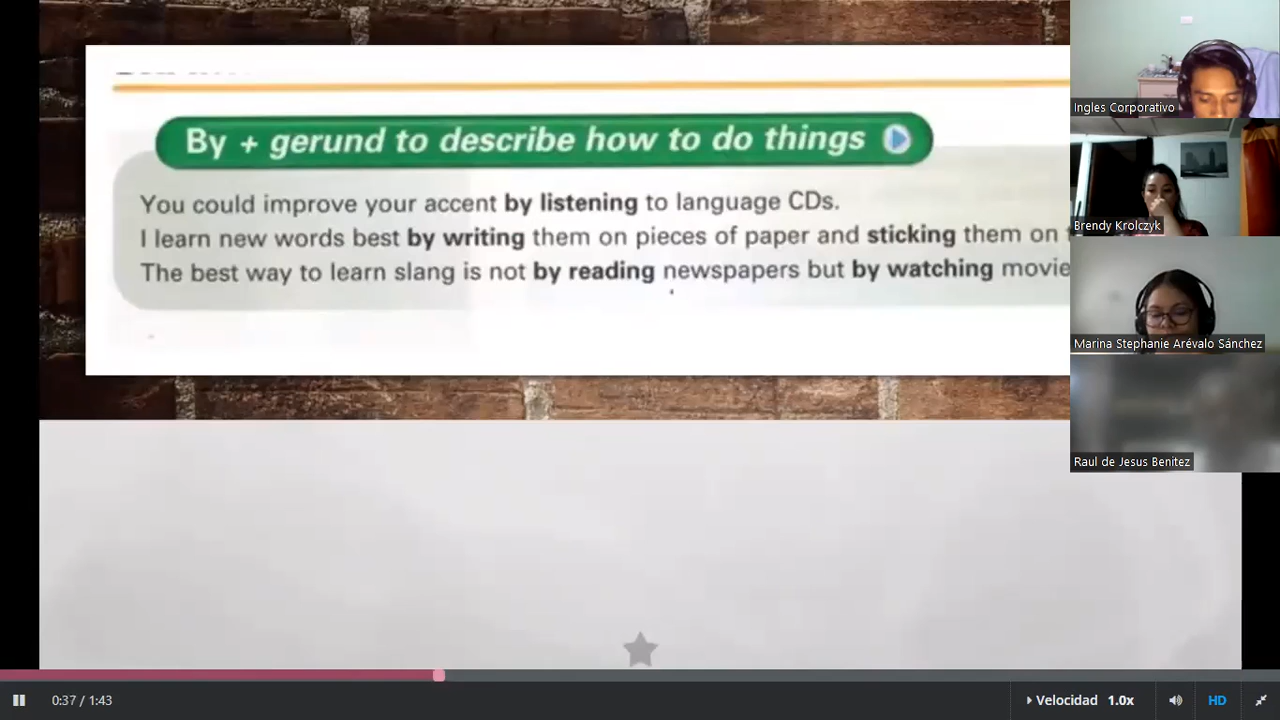 By + gerund to describe how to do things
You could improve your accent by listening to language CDs.
I learn new words best by writing them on pieces of paper and sticking them on
The best way to learn slang is not by reading newspapers but by watching movie
Ingles Corporativo
Brendy Krolczyk
Marina Stephanie Arévalo Sánchez
Raul de Jesus Benitez
0:37 / 1:43
Velocidad 1.0x
HD